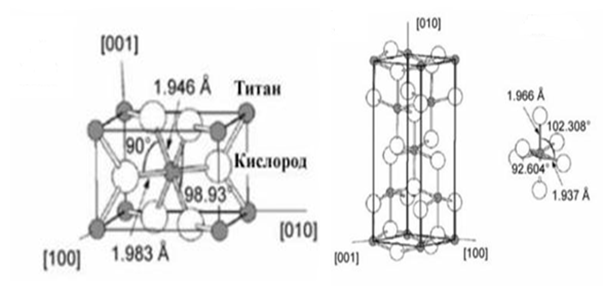 [001]
1.946 Å
Титан
90°
Кислород
98.93°
[010]
[100]
1.983 Å
[010]
1.966 Å
102.308°
92.604°
1.937 Å
[001]
[100]